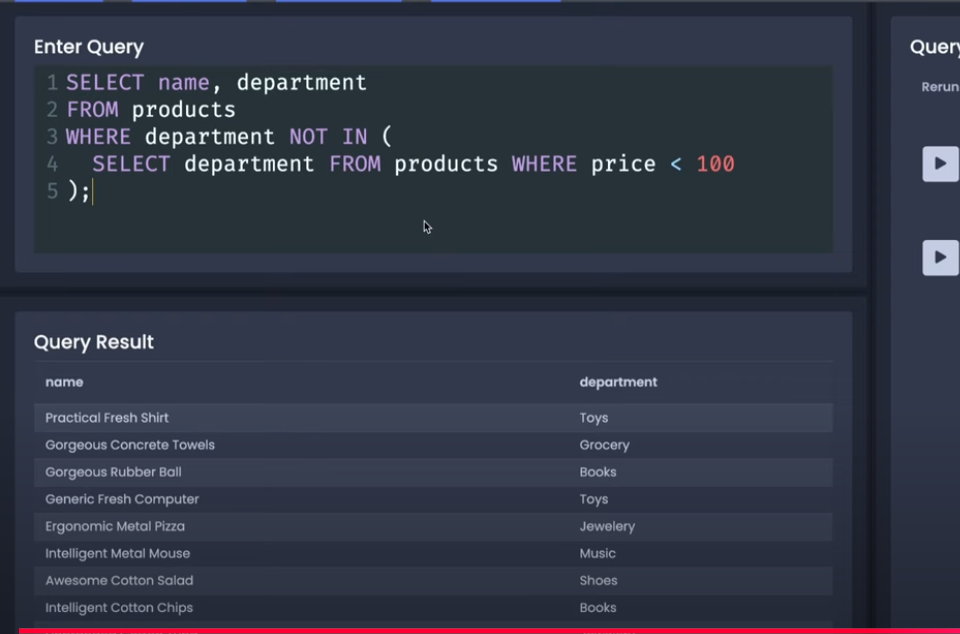 Enter Query
1 SELECT name, department
2 FROM products
3 WHERE department NOT IN (
4   SELECT department FROM products WHERE price < 100
5 );
Query Result
name department
Practical Fresh Shirt Toys
Gorgeous Concrete Towels Grocery
Gorgeous Rubber Ball Books
Generic Fresh Computer Toys
Ergonomic Metal Pizza Jewelery
Intelligent Metal Mouse Music
Awesome Cotton Salad Shoes
Intelligent Cotton Chips Books
Query
Rerun